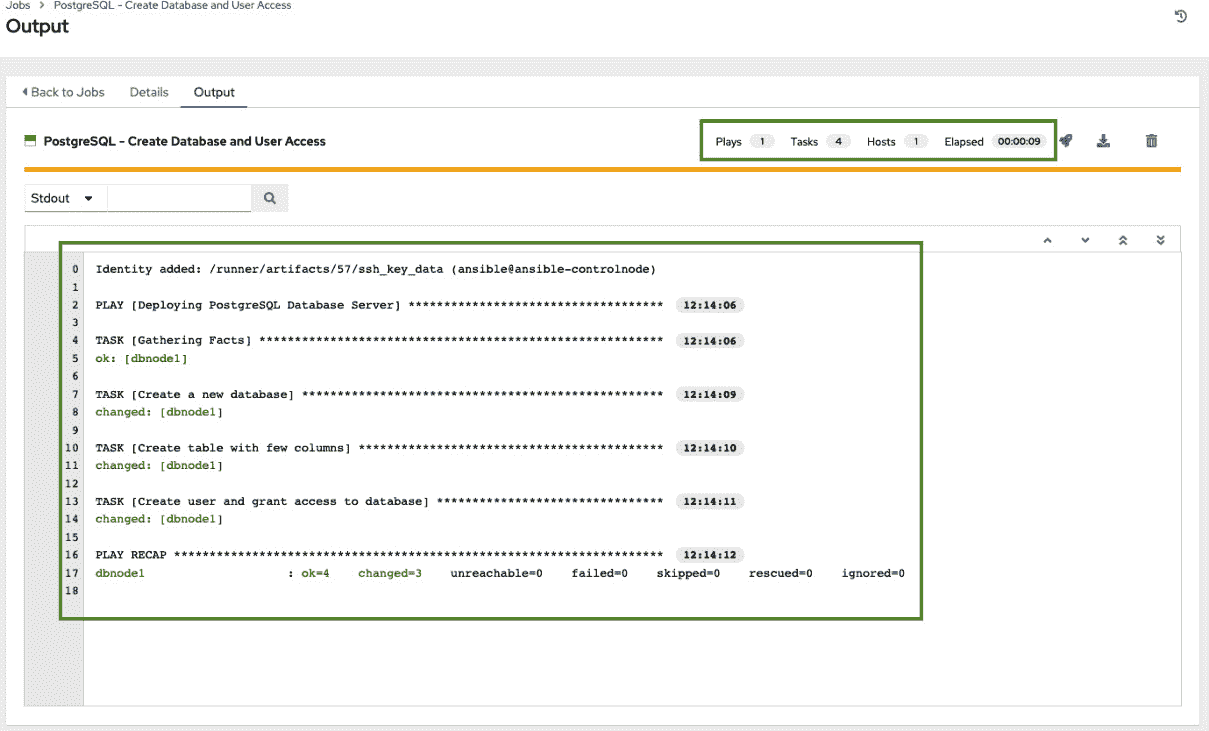 Jobs > PostgreSQL - Create Database and User Access
Output
Back to Jobs Details Output
PostgreSQL - Create Database and User Access Plays 1 Tasks 4 Hosts 1 Elapsed 00:00:09
Stdout
0 Identity added: /runner/artifacts/57/ssh_key_data (ansible@ansible-controlnode)
1
2 PLAY [Deploying PostgreSQL Database Server] ************************************ 12:14:06
3
4 TASK [Gathering Facts] ********************************************************* 12:14:06
5 ok: [dbnode1]
6
7 TASK [Create a new database] *************************************************** 12:14:09
8 changed: [dbnode1]
9
10 TASK [Create table with few columns] ******************************************* 12:14:10
11 changed: [dbnode1]
12
13 TASK [Create user and grant access to database] ******************************** 12:14:11
14 changed: [dbnode1]
15
16 PLAY RECAP ********************************************************************* 12:14:12
17 dbnode1 : ok=4 changed=3 unreachable=0 failed=0 skipped=0 rescued=0 ignored=0
18